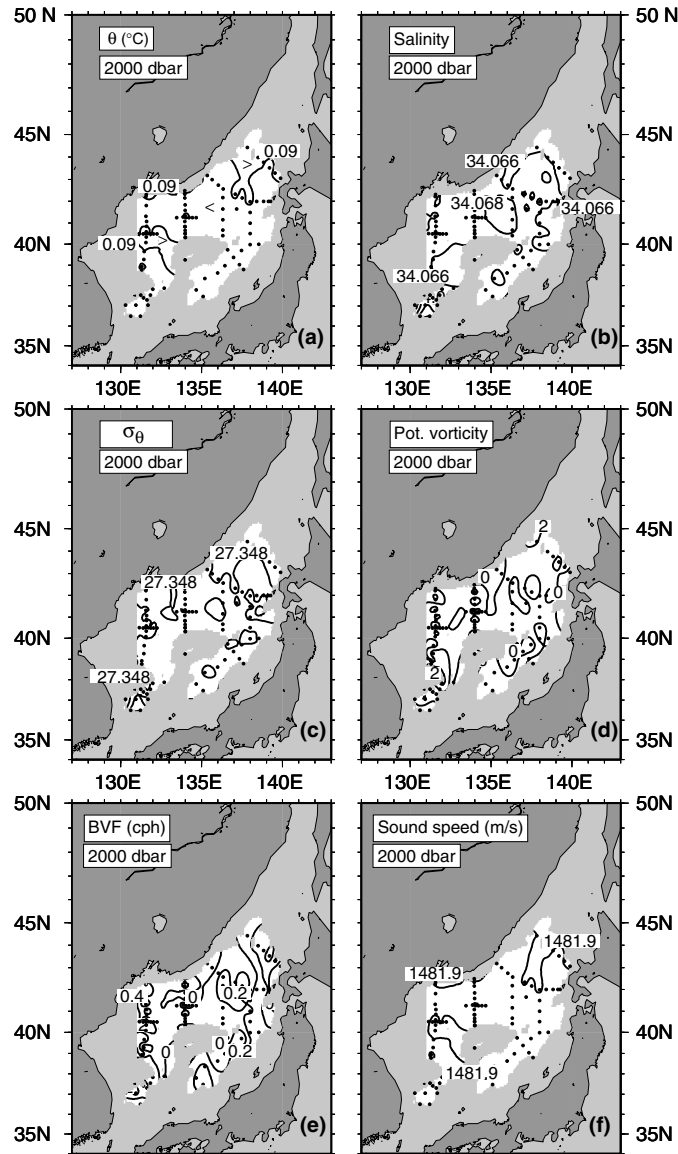 50 N
50 N
θ (°C)
2000 dbar
Salinity
2000 dbar
45N
45N
0.09
34.066
0.09
>
<
34.068
34.066
40N
40N
0.09
>
34.066
35N
35N
(a)
(b)
130E
135E
140E
130E
135E
140E
50N
50N
σθ
2000 dbar
Pot. vorticity
2000 dbar
45N
45N
2
27.348
27.348
0
0
40N
40N
0
27.348
2
35N
35N
(c)
(d)
130E
135E
140E
130E
135E
140E
50N
50N
BVF (cph)
2000 dbar
Sound speed (m/s)
2000 dbar
45N
45N
1481.9
1481.9
0.4
0
0.2
40N
40N
0
0
0.2
1481.9
35N
35N
(e)
(f)